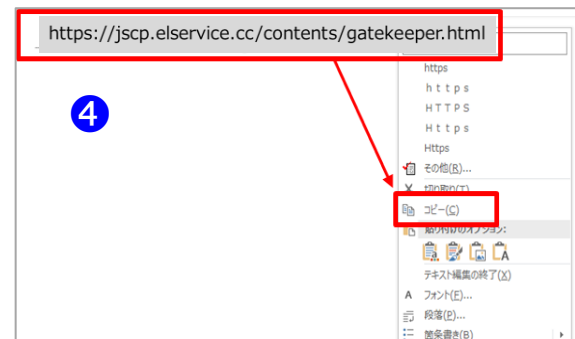 https://jscp.elservice.cc/contents/gatekeeper.html
4
https
ｈｔｔｐｓ
ＨＴＴＰＳ
Ｈｔｔｐｓ
Https
その他(R)...
切り取り(T)
コピー(C)
貼り付けのオプション:
テキスト編集の終了(X)
A フォント(F)...
段落(P)...
箇条書き(B)